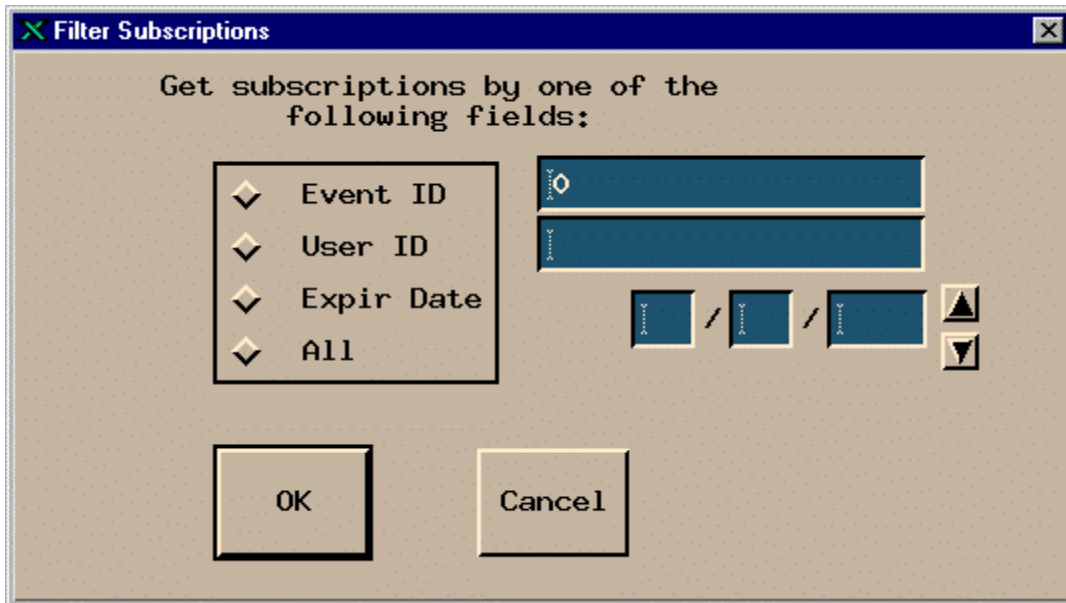 Filter Subscriptions
Get subscriptions by one of the
following fields:
Event ID
0
User ID
Expir Date
/ /
All
OK
Cancel